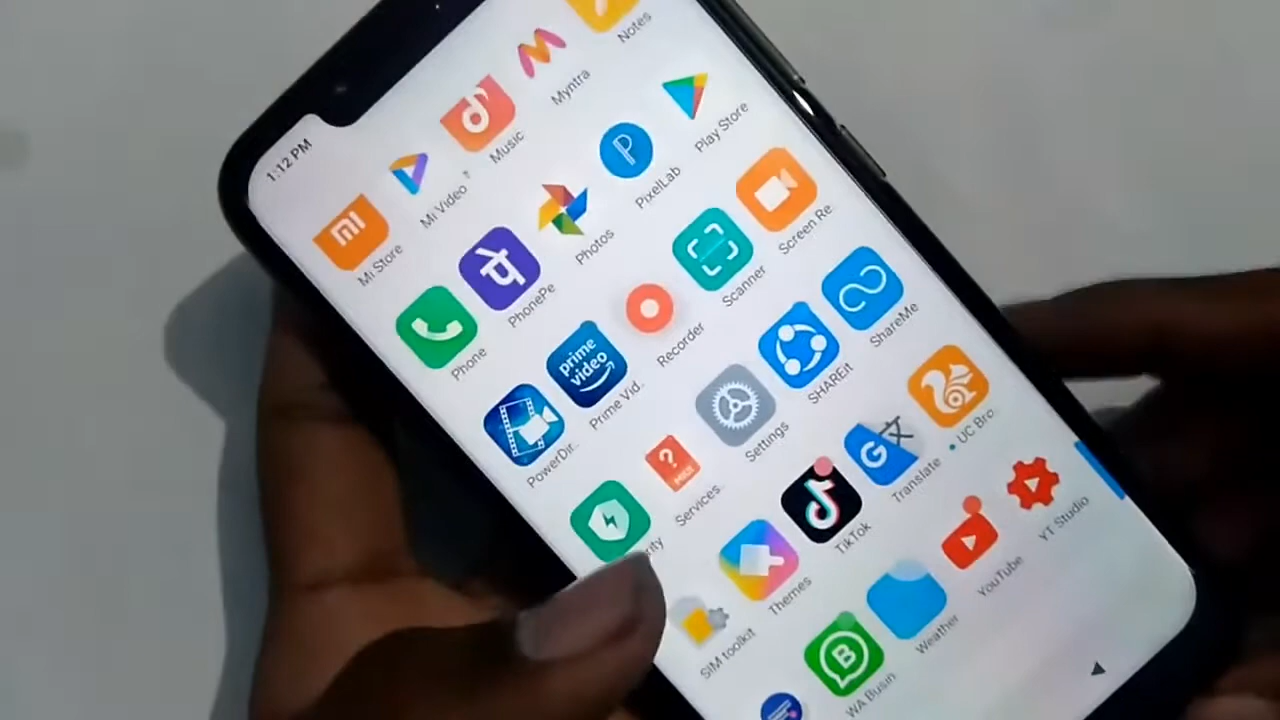 1:12 PM
Mi Store
Mi Video
Music
Myntra
Notes
Phone
पे
PhonePe
Photos
PixelLab
Play Store
PowerDir..
prime
video
Prime Vid..
Recorder
Scanner
Screen Re
rity
?
Services
Settings
SHAREit
ShareMe
SIM toolkit
Themes
TikTok
G
Translate
UC Bro
B
WA Busin
Weather
YouTube
YT Studio